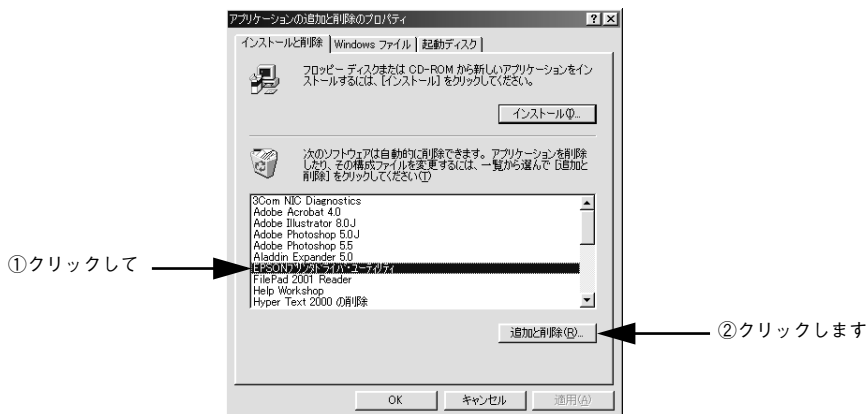 アプリケーションの追加と削除のプロパティ
インストールと削除 Windows ファイル 起動ディスク
フロッピー ディスクまたは CD-ROM から新しいアプリケーションをイン
ストールするには、[インストール] をクリックしてください。
インストール(I)...
次のソフトウェアは自動的に削除できます。アプリケーションを削除
したり、その構成ファイルを変更するには、一覧から選んで [追加と
削除] をクリックしてください(T)
3Com NIC Diagnostics
Adobe Acrobat 4.0
Adobe Illustrator 8.0J
Adobe Photoshop 5.0J
Adobe Photoshop 5.5
Aladdin Expander 5.0
①クリックして
EPSONプリンタドライバ・ユーティリティ
FilePad 2001 Reader
Help Workshop
Hyper Text 2000 の削除
追加と削除(R)...
②クリックします
OK キャンセル 適用(A)